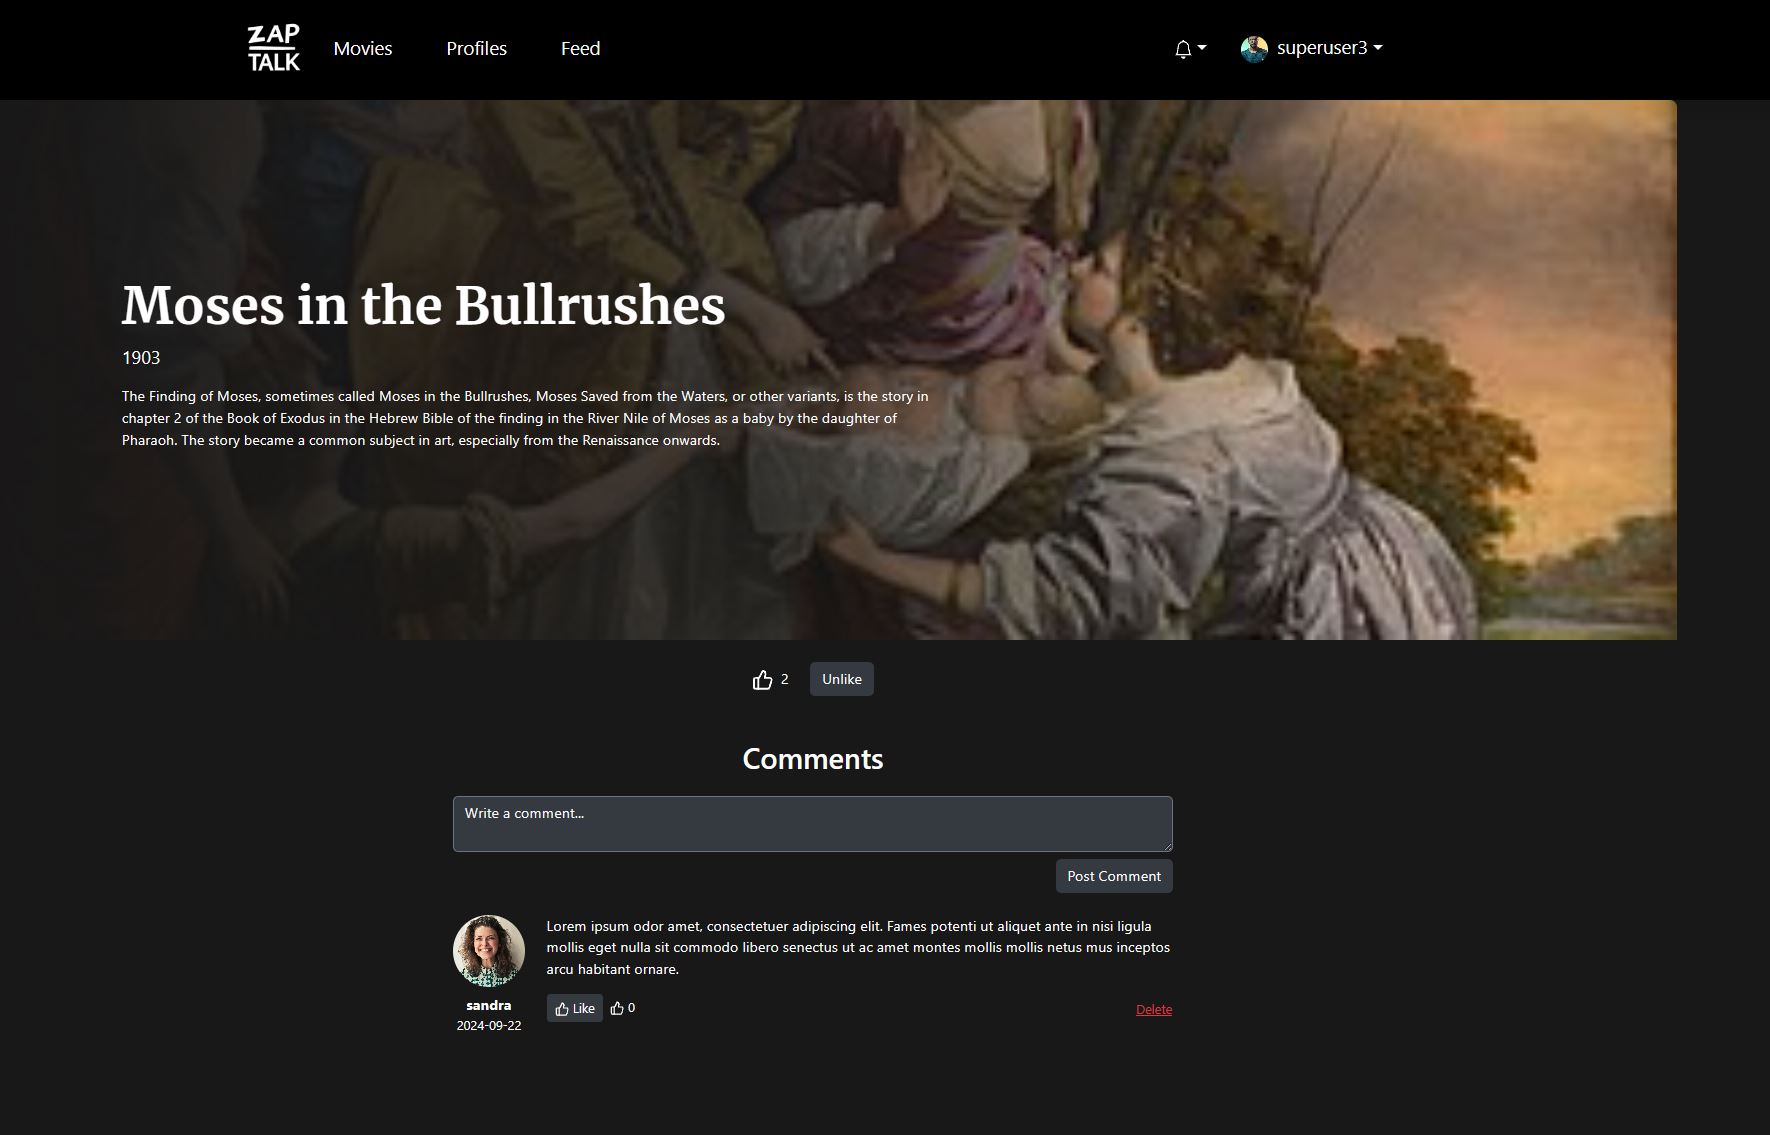 ZAP
TALK
Movies
Profiles
Feed
superuser3
Moses in the Bullrushes
1903
The Finding of Moses, sometimes called Moses in the Bullrushes, Moses Saved from the Waters, or other variants, is the story in
chapter 2 of the Book of Exodus in the Hebrew Bible of the finding in the River Nile of Moses as a baby by the daughter of
Pharaoh. The story became a common subject in art, especially from the Renaissance onwards.
2
Unlike
Comments
Write a comment...
Post Comment
Lorem ipsum odor amet, consectetuer adipiscing elit. Fames potenti ut aliquet ante in nisi ligula
mollis eget nulla sit commodo libero senectus ut ac amet montes mollis mollis netus mus inceptos
arcu habitant ornare.
sandra
2024-09-22
Like
0
Delete